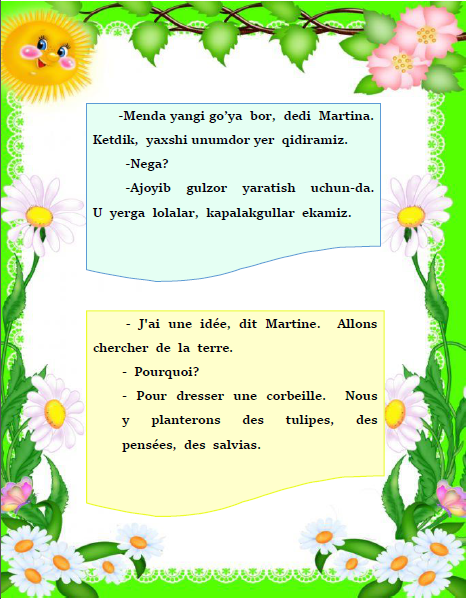 -Menda yangi go’ya bor, dedi Martina.
Ketdik, yaxshi unumdor yer qidiramiz.
-Nega?
-Ajoyib gulzor yaratish uchun-da.
U yerga lolalar, kapalakgullar ekamiz.
- J'ai une idée, dit Martine. Allons
chercher de la terre.
- Pourquoi?
- Pour dresser une corbeille. Nous
y planterons des tulipes, des
pensées, des salvias.